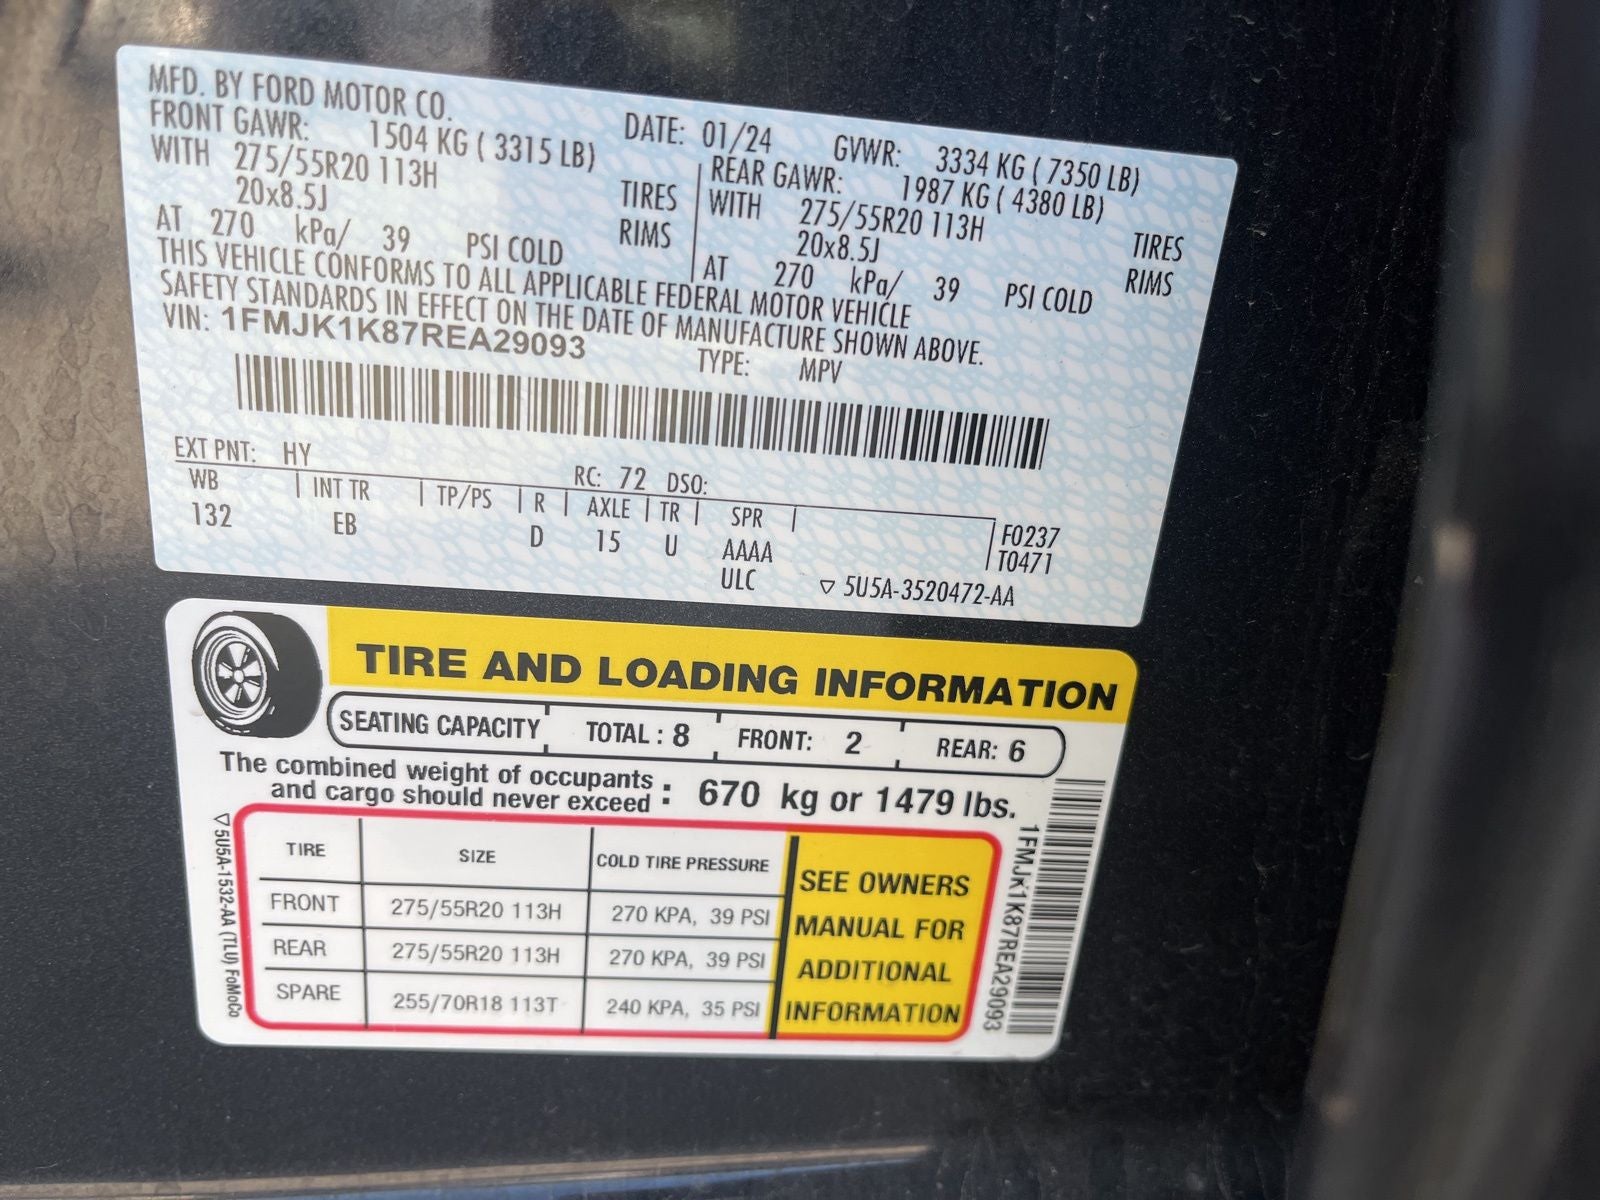 MFD. BY FORD MOTOR CO.
DATE: 01/24 GVWR: 3334 KG ( 7350 LB)
FRONT GAWR: 1504 KG ( 3315 LB)
REAR GAWR: 1987 KG ( 4380 LB)
WITH 275/55R20 113H TIRES
WITH 275/55R20 113H TIRES
20x8.5J RIMS
20x8.5J RIMS
AT 270 kPa/ 39 PSI COLD
AT 270 kPa/ 39 PSI COLD
THIS VEHICLE CONFORMS TO ALL APPLICABLE FEDERAL MOTOR VEHICLE
SAFETY STANDARDS IN EFFECT ON THE DATE OF MANUFACTURE SHOWN ABOVE.
VIN: 1FMJK1K87REA29093
TYPE: MPV
EXT PNT: HY RC: 72 DSO:
WB INT TR TP/PS R AXLE TR SPR F0237
132 EB D 15 U AAAA T0471
ULC 5U5A-3520472-AA
TIRE AND LOADING INFORMATION
SEATING CAPACITY TOTAL : 8 FRONT: 2 REAR: 6
The combined weight of occupants
and cargo should never exceed : 670 kg or 1479 lbs.
TIRE SIZE COLD TIRE PRESSURE
FRONT 275/55R20 113H 270 KPA, 39 PSI
REAR 275/55R20 113H 270 KPA, 39 PSI
SPARE 255/70R18 113T 240 KPA, 35 PSI
SEE OWNERS
MANUAL FOR
ADDITIONAL
INFORMATION
5U5A-1532-AA (TLU) FoMoCo
1FMJK1K87REA29093